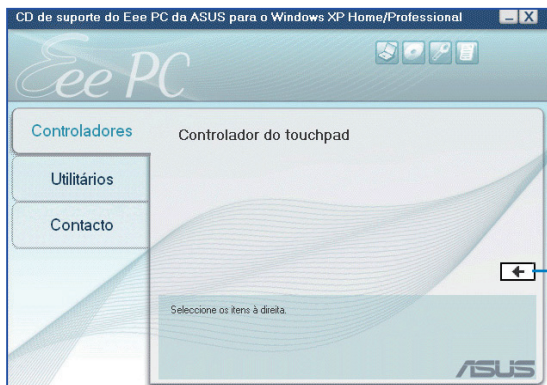 CD de suporte do Eee PC da ASUS para o Windows XP Home/Professional
Eee PC
Controladores
Controlador do touchpad
Utilitários
Contacto
Seleccione os itens à direita.
ASUS